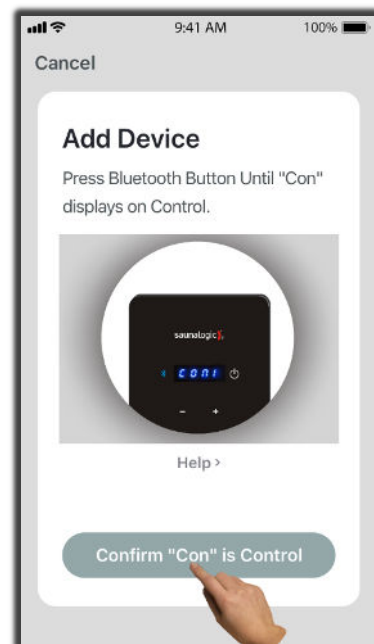 9:41 AM
100%
Cancel
Add Device
Press Bluetooth Button Until "Con"
displays on Control.
saunalogic
CON1
- +
Help >
Confirm "Con" is Control